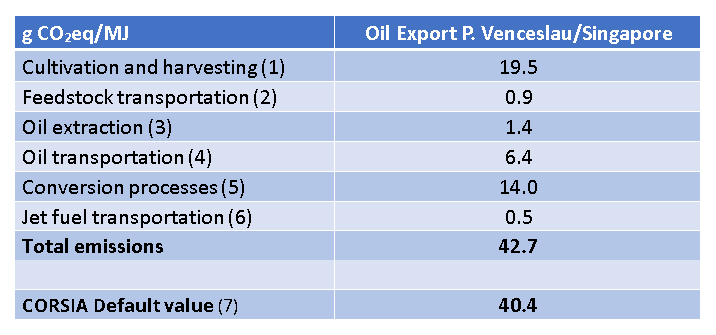 g CO₂eq/MJ Oil Export P. Venceslau/Singapore
Cultivation and harvesting (1) 19.5
Feedstock transportation (2) 0.9
Oil extraction (3) 1.4
Oil transportation (4) 6.4
Conversion processes (5) 14.0
Jet fuel transportation (6) 0.5
Total emissions 42.7
CORSIA Default value (7) 40.4